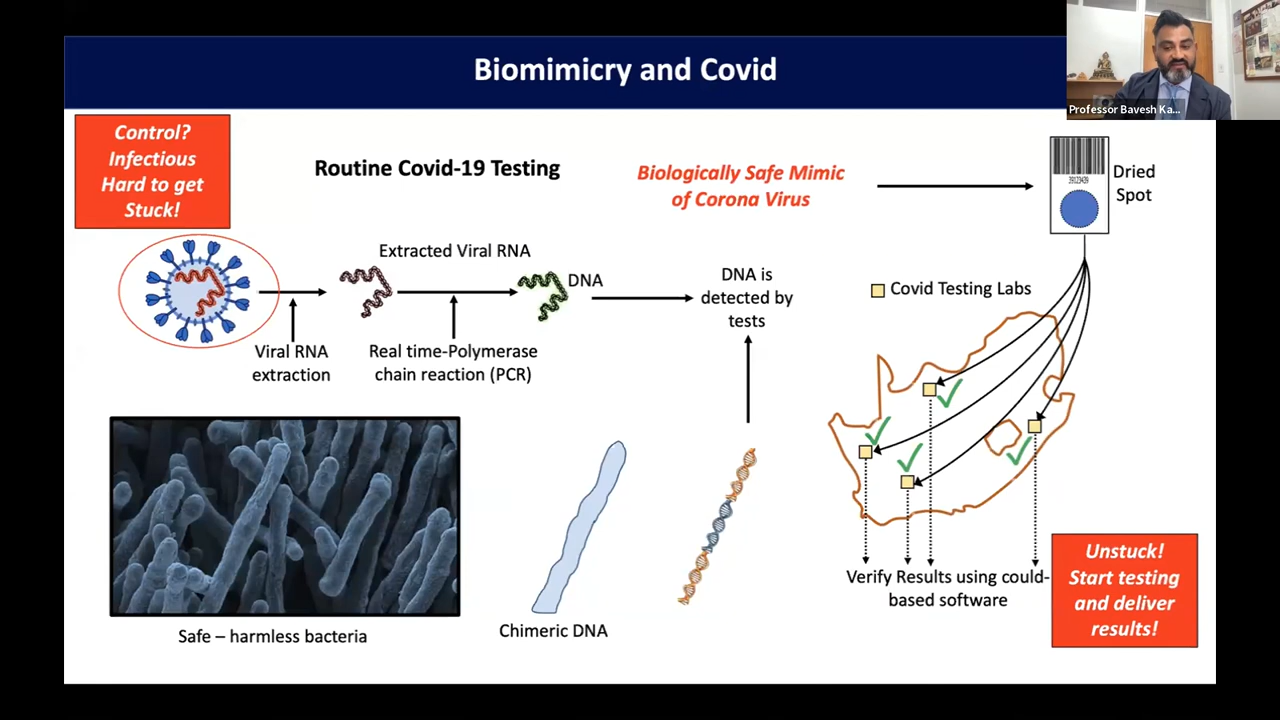 Biomimicry and Covid
Professor Bavesh Ka...
Control?
Infectious
Hard to get
Stuck!
Routine Covid-19 Testing
Biologically Safe Mimic
of Corona Virus
Dried
Spot
Extracted Viral RNA
DNA
DNA is
detected by
tests
Covid Testing Labs
Viral RNA
extraction
Real time-Polymerase
chain reaction (PCR)
Verify Results using could-
based software
Unstuck!
Start testing
and deliver
results!
Safe – harmless bacteria
Chimeric DNA